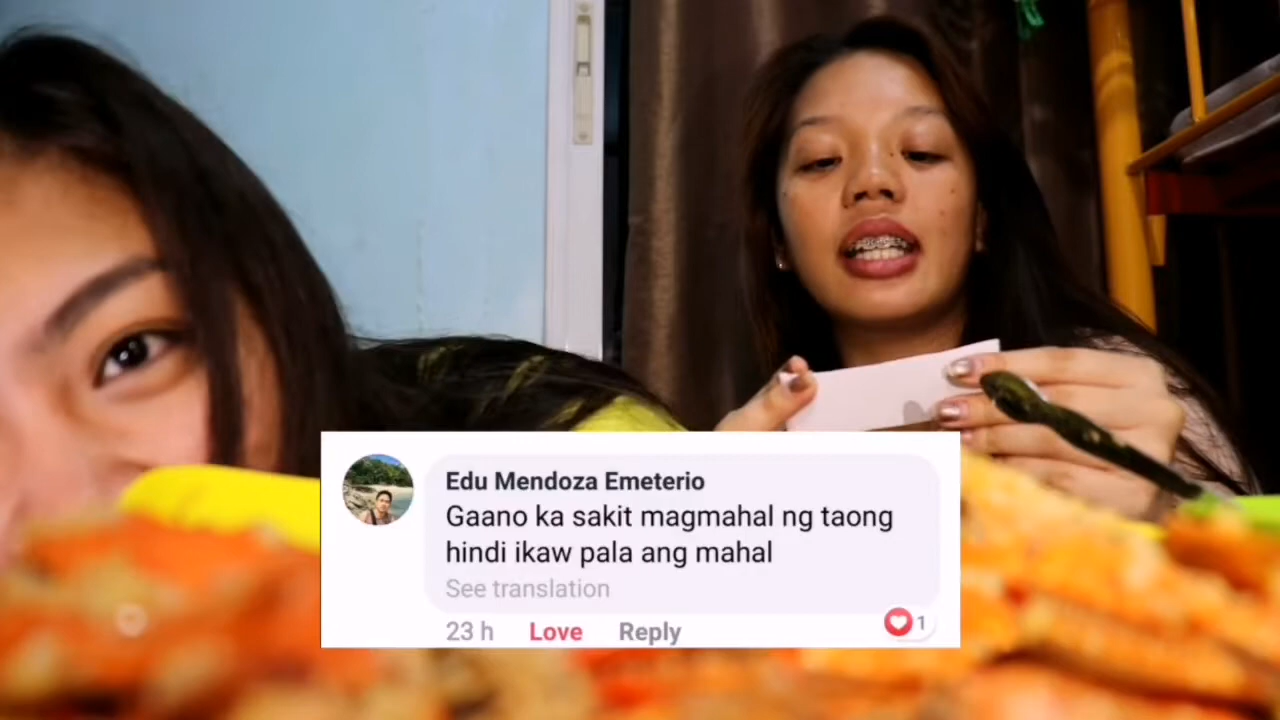 Edu Mendoza Emeterio
Gaano ka sakit magmahal ng taong
hindi ikaw pala ang mahal
See translation
23 h Love Reply
1